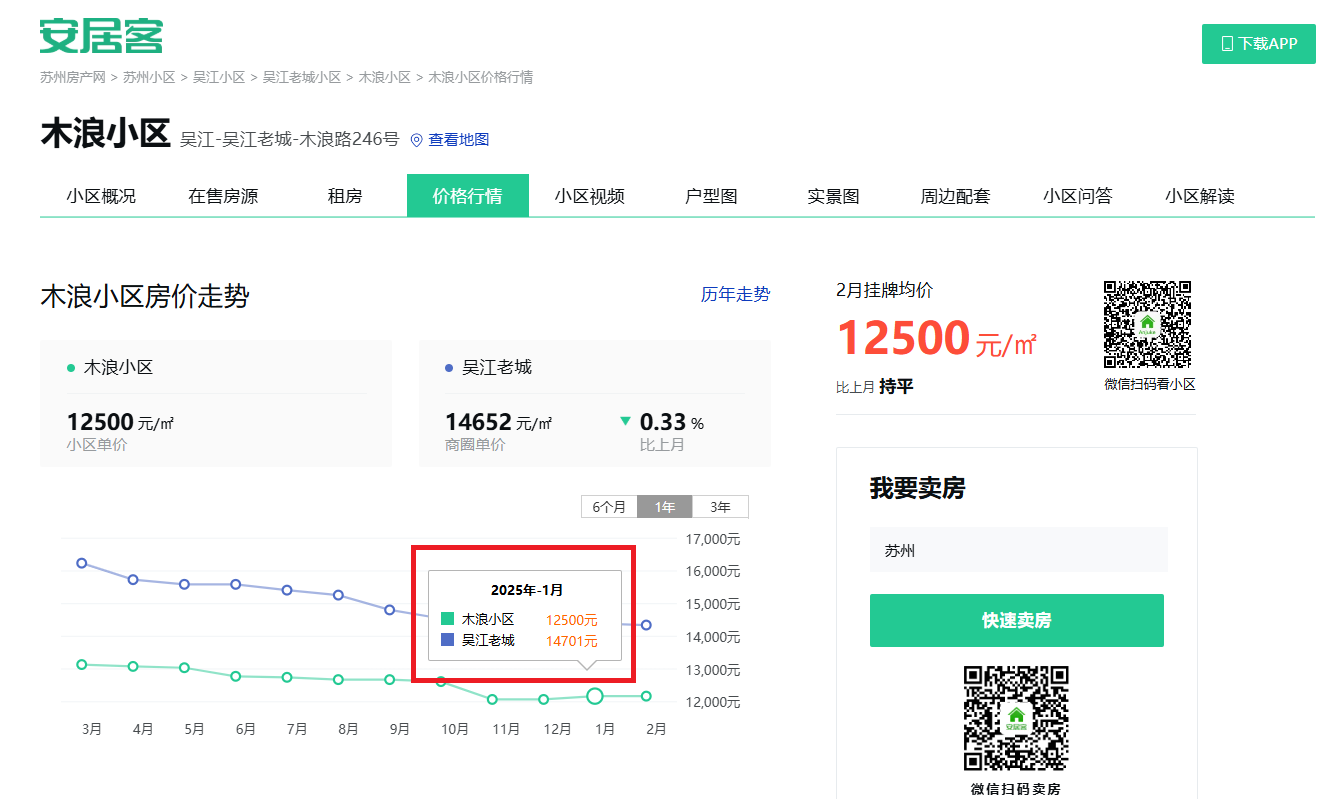 安居客
下载APP
苏州房产网 > 苏州小区 > 吴江小区 > 吴江老城小区 > 木浪小区 > 木浪小区价格行情
木浪小区 吴江-吴江老城-木浪路246号 查看地图
小区概况 在售房源 租房 价格行情 小区视频 户型图 实景图 周边配套 小区问答 小区解读
木浪小区房价走势 历年走势
木浪小区
12500 元/㎡
小区单价
吴江老城
14652 元/㎡ 0.33 %
商圈单价 比上月
6个月 1年 3年
17,000元
16,000元
15,000元
14,000元
13,000元
12,000元
2025年-1月
木浪小区 12500元
吴江老城 14701元
3月 4月 5月 6月 7月 8月 9月 10月 11月 12月 1月 2月
2月挂牌均价
12500 元/㎡
比上月 持平
微信扫码看小区
我要卖房
苏州
快速卖房
安居客
微信扫码卖房